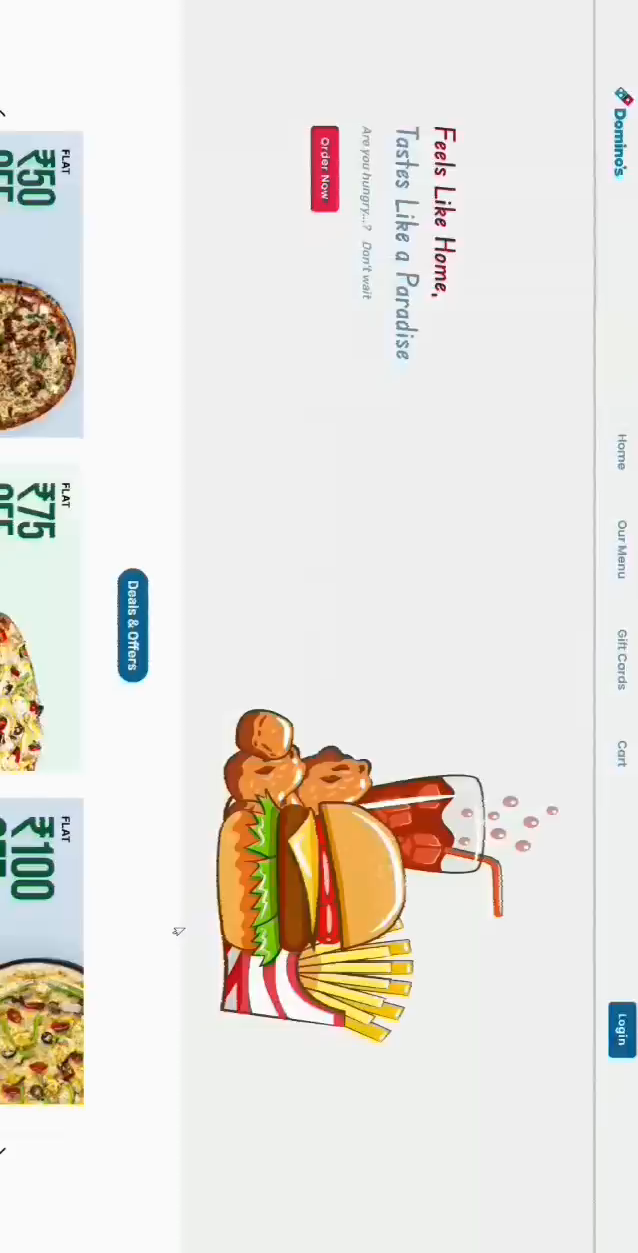 Domino's
Home
Our Menu
Gift Cards
Cart
Login
Feels Like Home,
Tastes Like a Paradise
Are you hungry...? Don't wait
Order Now
Deals & Offers
FLAT
₹50
OFF
FLAT
₹75
OFF
FLAT
₹100